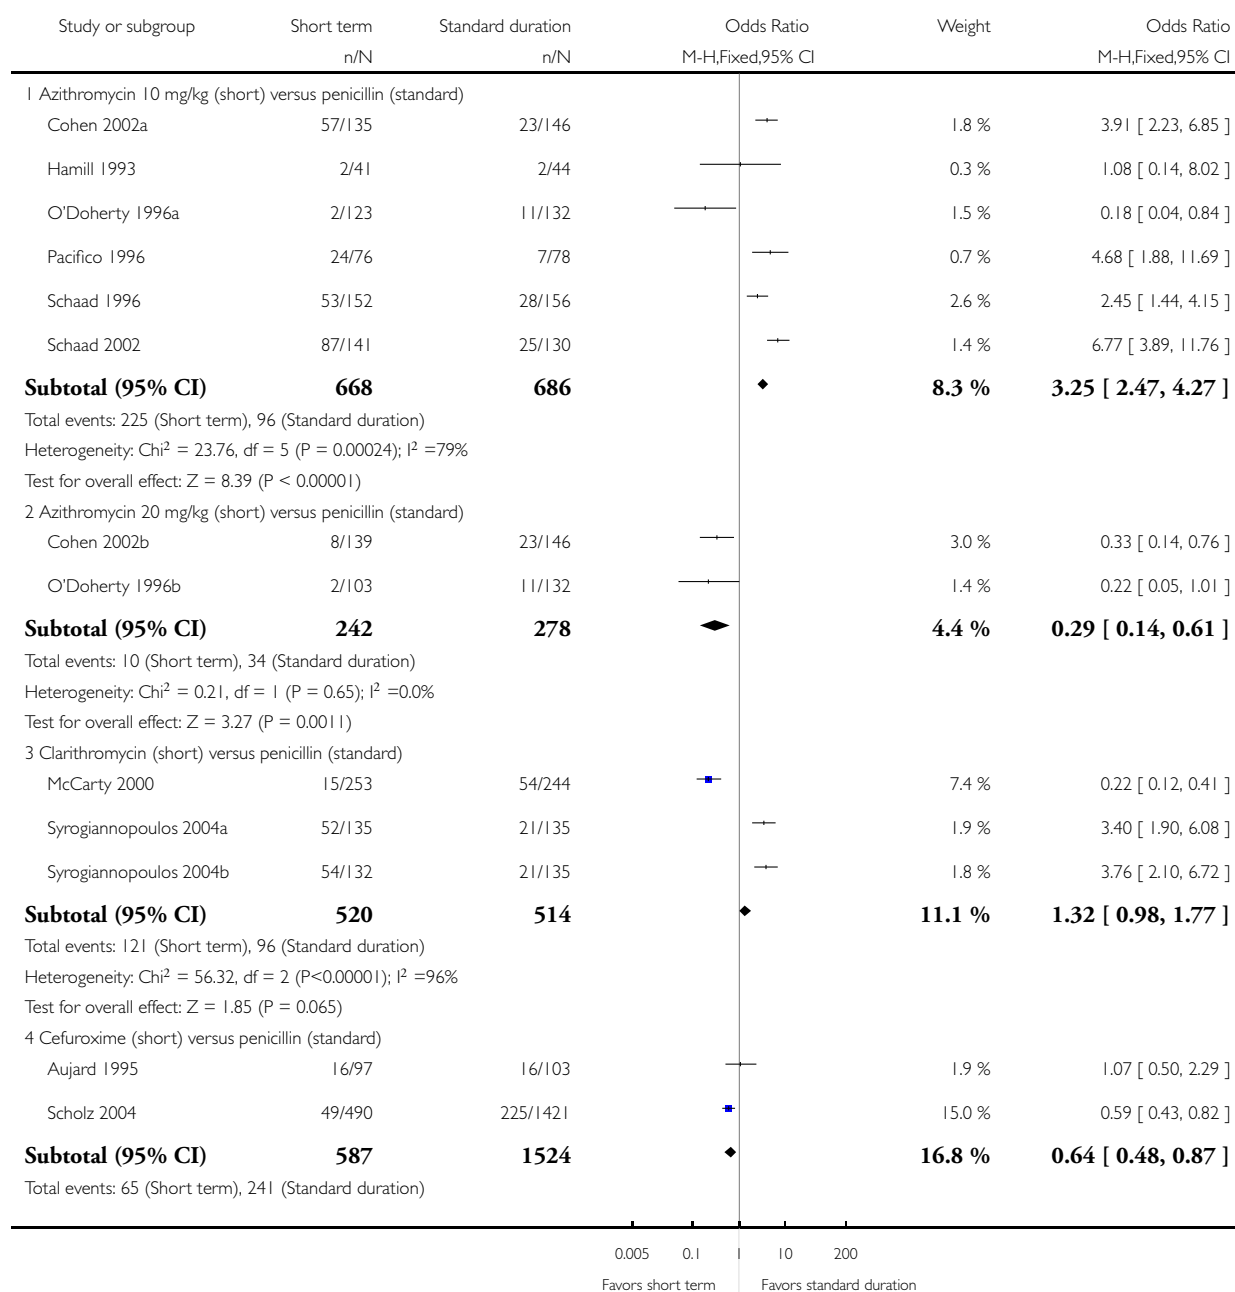 Study or subgroup Short term Standard duration Odds Ratio Weight Odds Ratio
n/N n/N M-H,Fixed,95% CI M-H,Fixed,95% CI
1 Azithromycin 10 mg/kg (short) versus penicillin (standard)
Cohen 2002a 57/135 23/146 1.8 % 3.91 [ 2.23, 6.85 ]
Hamill 1993 2/41 2/44 0.3 % 1.08 [ 0.14, 8.02 ]
O'Doherty 1996a 2/123 11/132 1.5 % 0.18 [ 0.04, 0.84 ]
Pacifico 1996 24/76 7/78 0.7 % 4.68 [ 1.88, 11.69 ]
Schaad 1996 53/152 28/156 2.6 % 2.45 [ 1.44, 4.15 ]
Schaad 2002 87/141 25/130 1.4 % 6.77 [ 3.89, 11.76 ]
Subtotal (95% CI) 668 686 8.3 % 3.25 [ 2.47, 4.27 ]
Total events: 225 (Short term), 96 (Standard duration)
Heterogeneity: Chi² = 23.76, df = 5 (P = 0.00024); I² =79%
Test for overall effect: Z = 8.39 (P < 0.00001)
2 Azithromycin 20 mg/kg (short) versus penicillin (standard)
Cohen 2002b 8/139 23/146 3.0 % 0.33 [ 0.14, 0.76 ]
O'Doherty 1996b 2/103 11/132 1.4 % 0.22 [ 0.05, 1.01 ]
Subtotal (95% CI) 242 278 4.4 % 0.29 [ 0.14, 0.61 ]
Total events: 10 (Short term), 34 (Standard duration)
Heterogeneity: Chi² = 0.21, df = 1 (P = 0.65); I² =0.0%
Test for overall effect: Z = 3.27 (P = 0.0011)
3 Clarithromycin (short) versus penicillin (standard)
McCarty 2000 15/253 54/244 7.4 % 0.22 [ 0.12, 0.41 ]
Syrogiannopoulos 2004a 52/135 21/135 1.9 % 3.40 [ 1.90, 6.08 ]
Syrogiannopoulos 2004b 54/132 21/135 1.8 % 3.76 [ 2.10, 6.72 ]
Subtotal (95% CI) 520 514 11.1 % 1.32 [ 0.98, 1.77 ]
Total events: 121 (Short term), 96 (Standard duration)
Heterogeneity: Chi² = 56.32, df = 2 (P<0.00001); I² =96%
Test for overall effect: Z = 1.85 (P = 0.065)
4 Cefuroxime (short) versus penicillin (standard)
Aujard 1995 16/97 16/103 1.9 % 1.07 [ 0.50, 2.29 ]
Scholz 2004 49/490 225/1421 15.0 % 0.59 [ 0.43, 0.82 ]
Subtotal (95% CI) 587 1524 16.8 % 0.64 [ 0.48, 0.87 ]
Total events: 65 (Short term), 241 (Standard duration)
0.005 0.1 1 10 200
Favors short term Favors standard duration